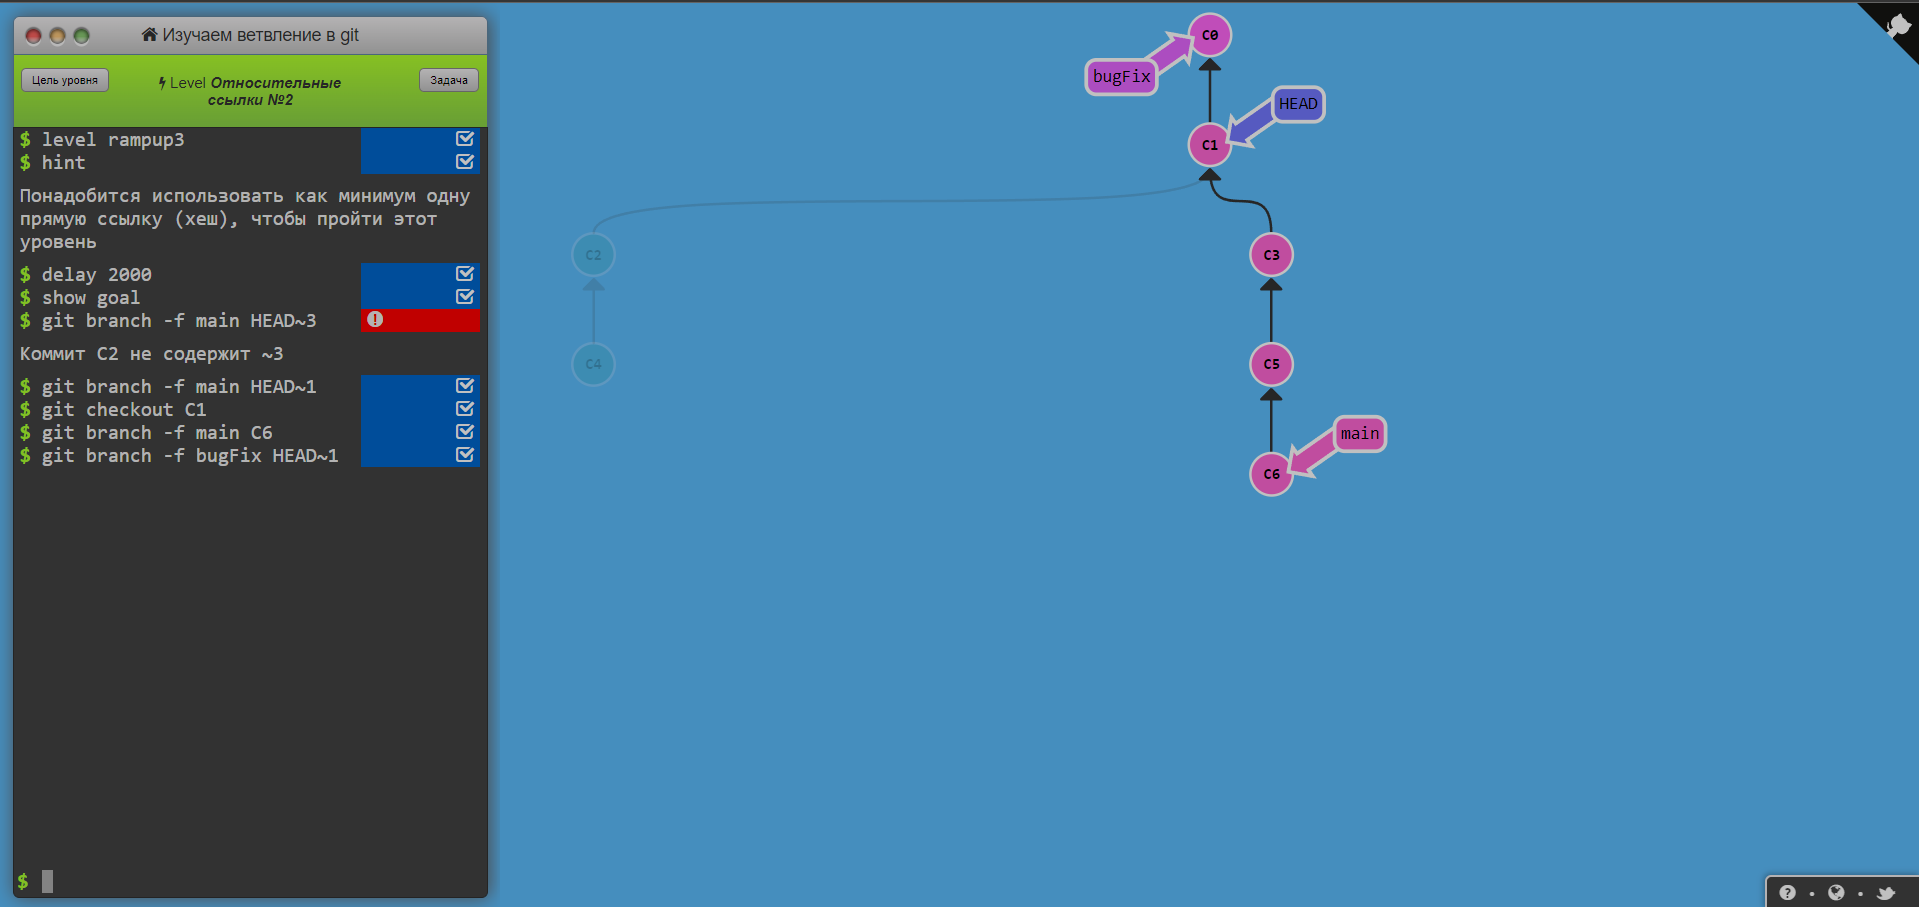 Изучаем ветвление в git
Цель уровня
Level Относительные
ссылки №2
Задача
$ level rampup3
$ hint
Понадобится использовать как минимум одну
прямую ссылку (хеш), чтобы пройти этот
уровень
$ delay 2000
$ show goal
$ git branch -f main HEAD~3
Коммит C2 не содержит ~3
$ git branch -f main HEAD~1
$ git checkout C1
$ git branch -f main C6
$ git branch -f bugFix HEAD~1
$
C0
bugFix
HEAD
C1
C2
C3
C4
C5
main
C6